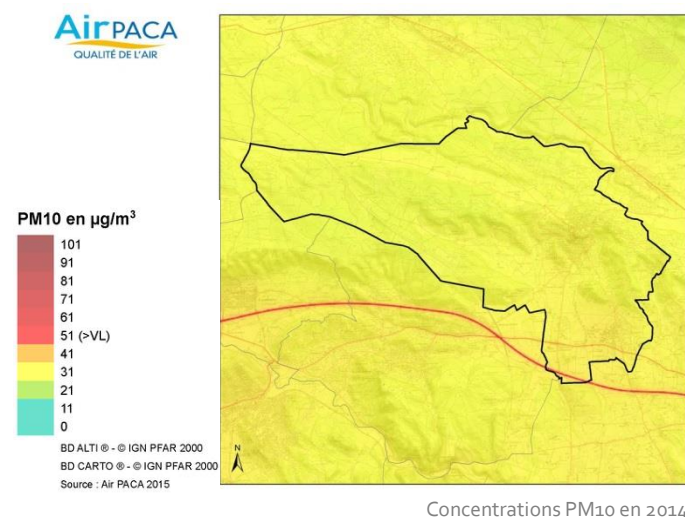 AirPACA
QUALITÉ DE L'AIR
PM10 en µg/m³
101
91
81
71
61
51 (>VL)
41
31
21
11
0
BD ALTI ® - © IGN PFAR 2000
BD CARTO ® - © IGN PFAR 2000
Source : Air PACA 2015
N
Concentrations PM10 en 2014